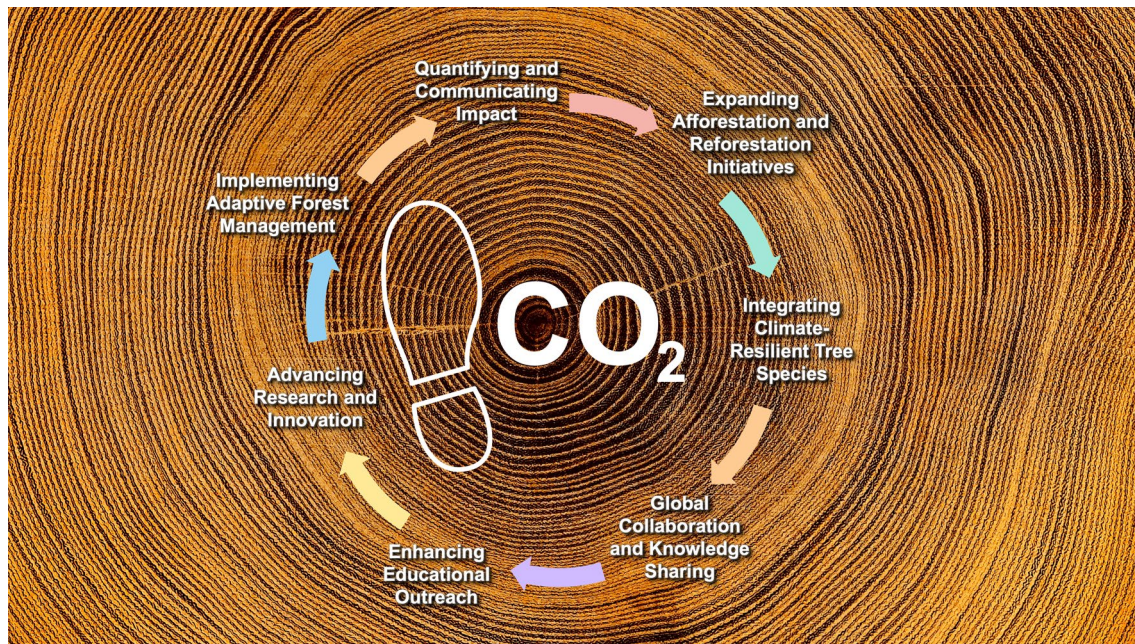 Quantifying and
Communicating
Impact
Expanding
Afforestation and
Reforestation
Initiatives
Integrating
Climate-
Resilient Tree
Species
Global
Collaboration
and Knowledge
Sharing
Enhancing
Educational
Outreach
Advancing
Research and
Innovation
Implementing
Adaptive Forest
Management
CO₂